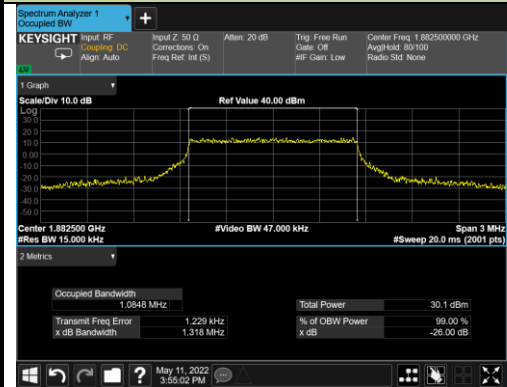 Spectrum Analyzer 1
Occupied BW
KEYSIGHT Input: RF Input Z: 50 Ω Atten: 20 dB Trig: Free Run Center Freq: 1.882500000 GHz
Coupling: DC Corrections: On Gate: Off Avg|Hold: 80/100
Align: Auto Freq Ref: Int (S) #IF Gain: Low Radio Std: None
1 Graph
Scale/Div 10.0 dB Ref Value 40.00 dBm
Log
30.0
20.0
10.0
0.00
-10.0
-20.0
-30.0
-40.0
-50.0
Center 1.882500 GHz #Video BW 47.000 kHz Span 3 MHz
#Res BW 15.000 kHz #Sweep 20.0 ms (2001 pts)
2 Metrics
Occupied Bandwidth
1.0848 MHz Total Power 30.1 dBm
Transmit Freq Error 1.229 kHz % of OBW Power 99.00 %
x dB Bandwidth 1.318 MHz x dB -26.00 dB
? May 11, 2022
3:55:02 PM